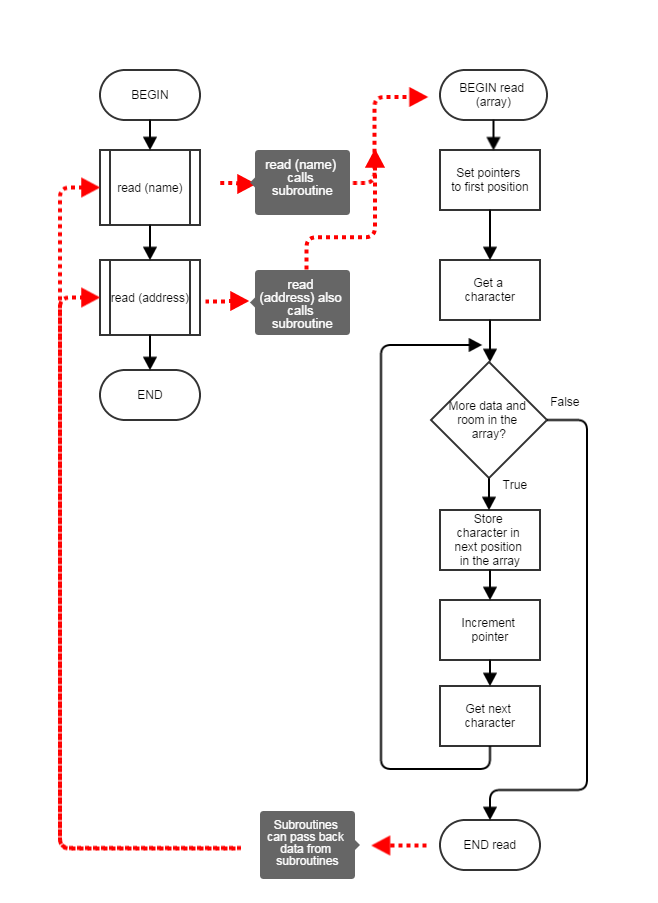 BEGIN
read (name)
read (address)
END
read (name)
calls
subroutine
read
(address) also
calls
subroutine
BEGIN read
(array)
Set pointers
to first position
Get a
character
More data and
room in the
array?
False
True
Store
character in
next position
in the array
Increment
pointer
Get next
character
END read
Subroutines
can pass back
data from
subroutines